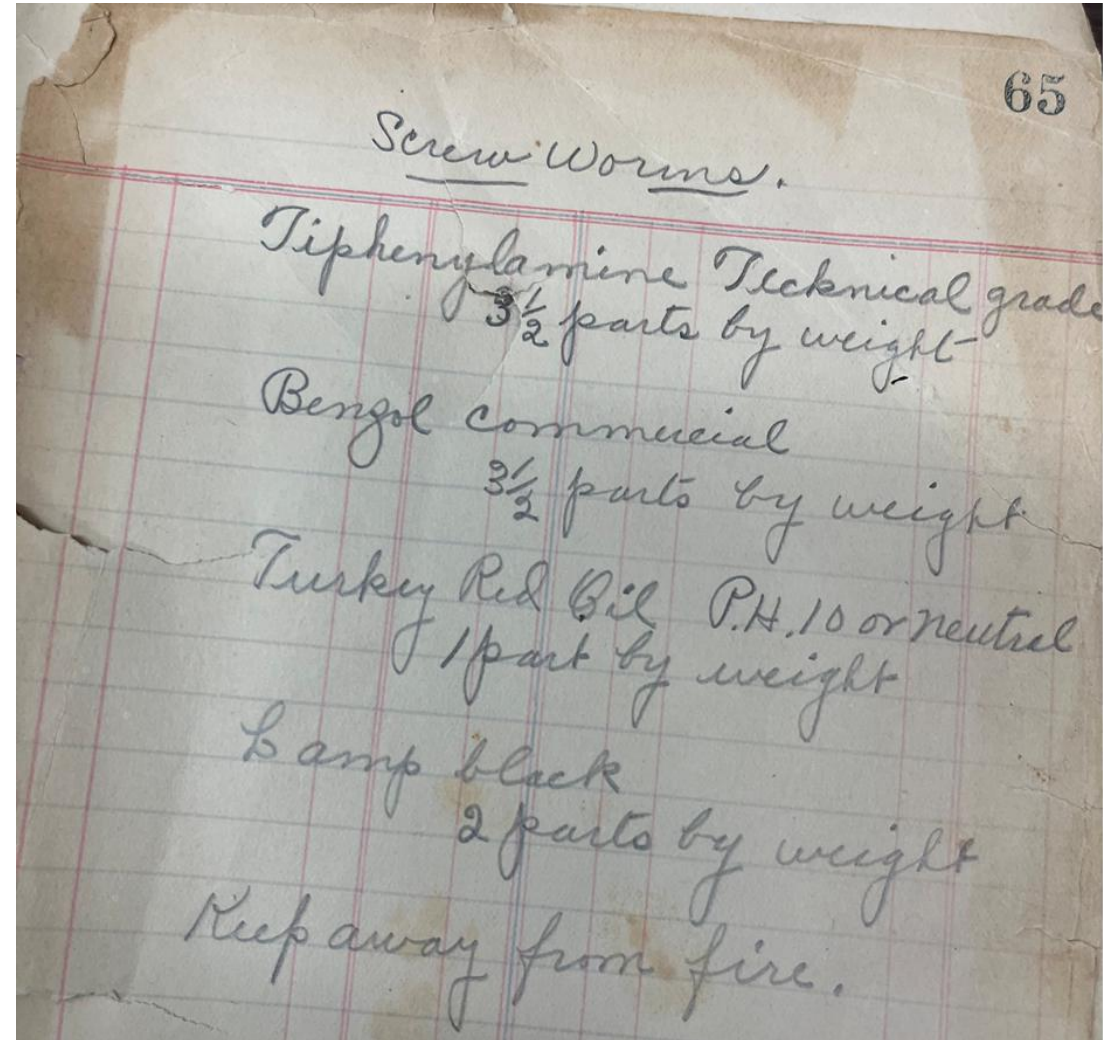 65
Screw Worms.
Tiphenylamine Tecknical grade
3½ parts by weight
Benzol commercial
3½ parts by weight
Turkey Red Oil P.H. 10 or neutral
1 part by weight
Lamp black
2 parts by weight
Keep away from fire.